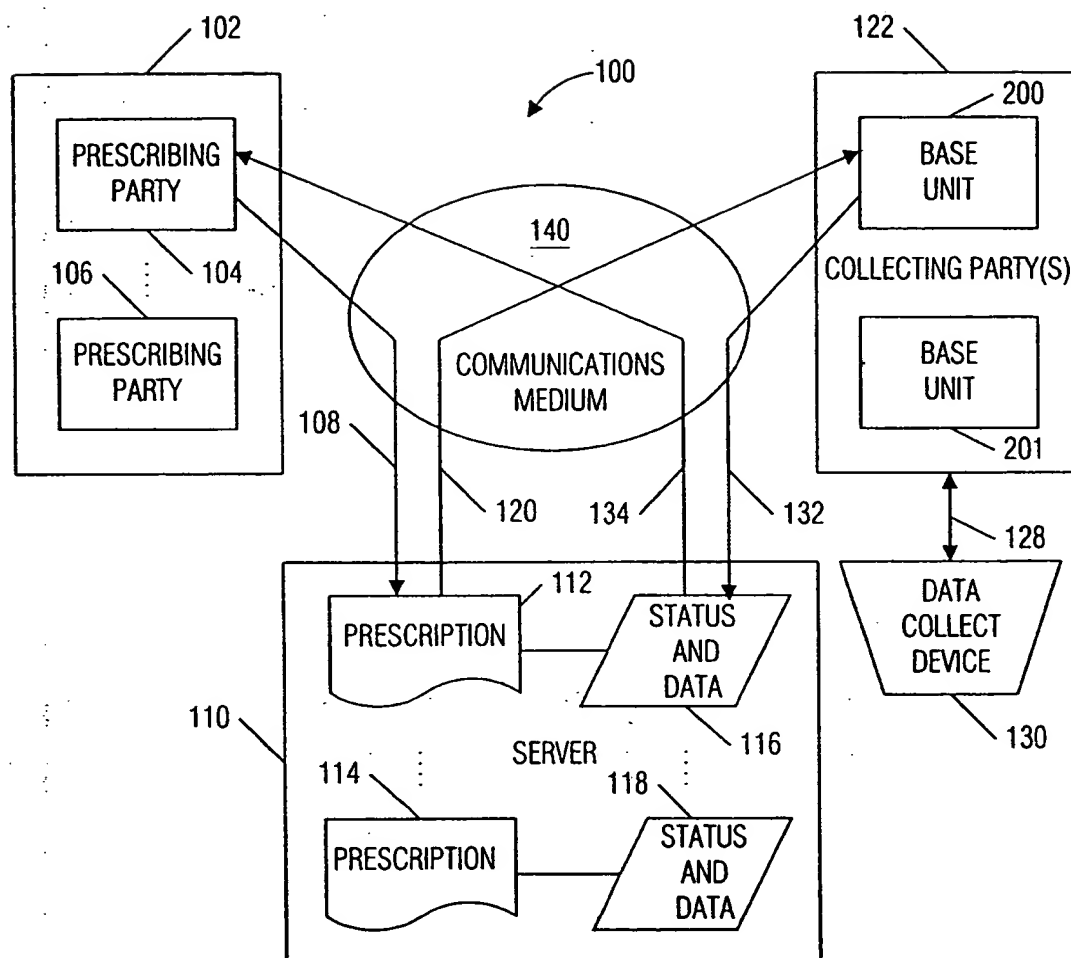 102
122
100
200
PRESCRIBING
PARTY
BASE
UNIT
140
104
COLLECTING PARTY(S)
106
PRESCRIBING
PARTY
COMMUNICATIONS
MEDIUM
BASE
UNIT
201
108
120
134
132
128
112
PRESCRIPTION
STATUS
AND
DATA
DATA
COLLECT
DEVICE
110
116
130
SERVER
114
118
PRESCRIPTION
STATUS
AND
DATA